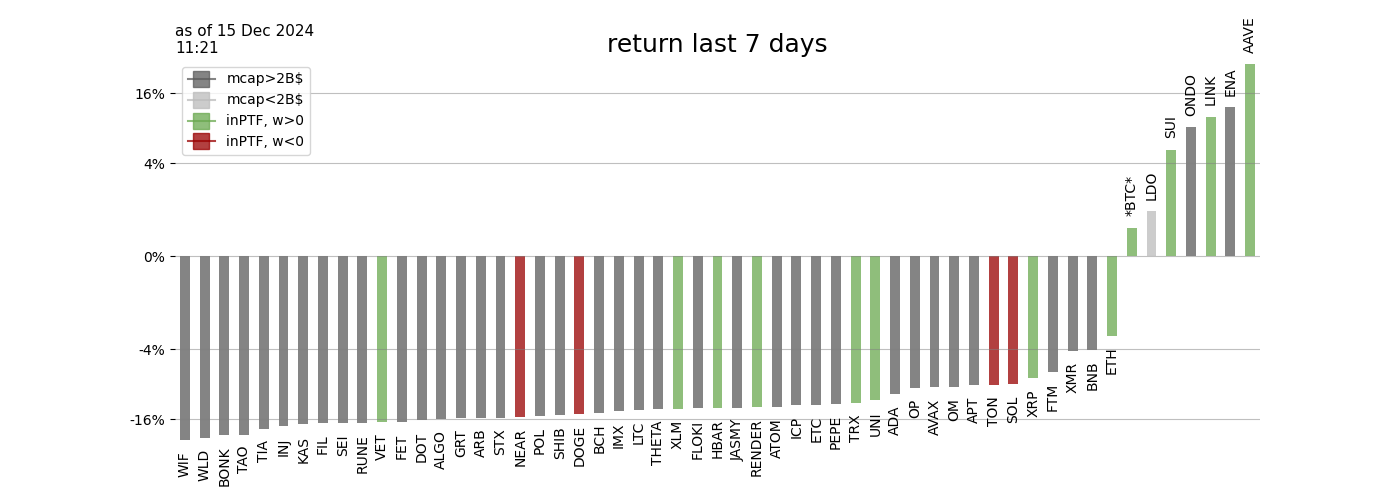 as of 15 Dec 2024
11:21
return last 7 days
mcap>2B$
mcap<2B$
inPTF, w>0
inPTF, w<0
16%
4%
0%
-4%
-16%
WIF
WLD
BONK
TAO
TIA
INJ
KAS
FIL
SEI
RUNE
VET
FET
DOT
ALGO
GRT
ARB
STX
NEAR
POL
SHIB
DOGE
BCH
IMX
LTC
THETA
XLM
FLOKI
HBAR
JASMY
RENDER
ATOM
ICP
ETC
PEPE
TRX
UNI
ADA
OP
AVAX
OM
APT
TON
SOL
XRP
FTM
XMR
BNB
ETH
*BTC*
LDO
SUI
ONDO
LINK
ENA
AAVE